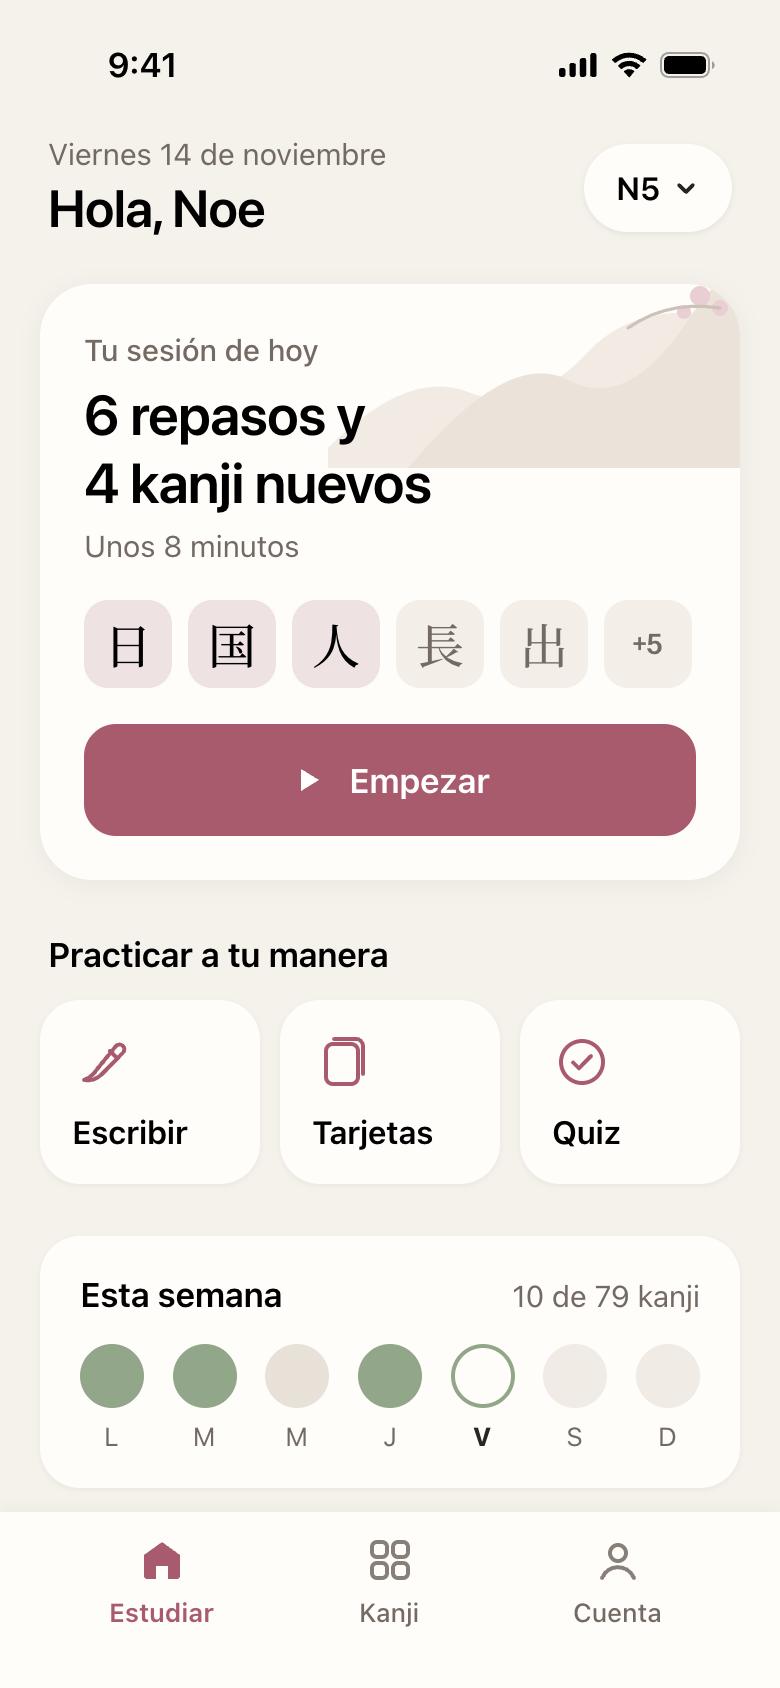 9:41
Viernes 14 de noviembre
Hola, Noe
N5
Tu sesión de hoy
6 repasos y
4 kanji nuevos
Unos 8 minutos
日 国 人 長 出 +5
Empezar
Practicar a tu manera
Escribir Tarjetas Quiz
Esta semana 10 de 79 kanji
L M M J V S D
Estudiar Kanji Cuenta